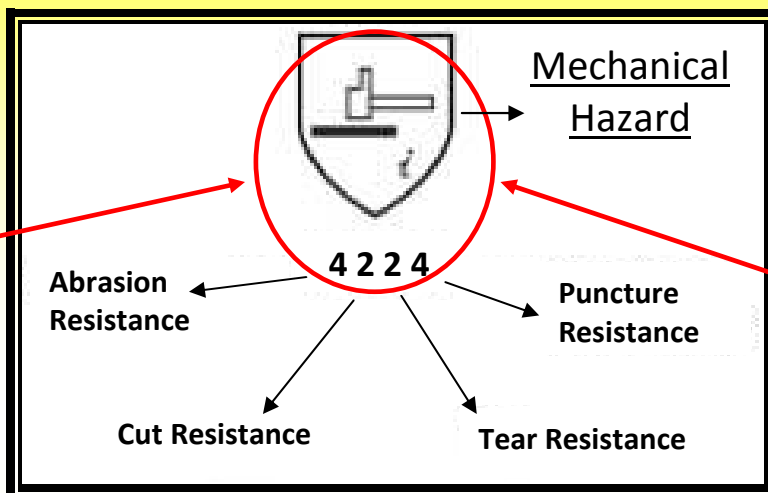 Mechanical
Hazard
4 2 2 4
Abrasion
Resistance
Puncture
Resistance
Cut Resistance
Tear Resistance